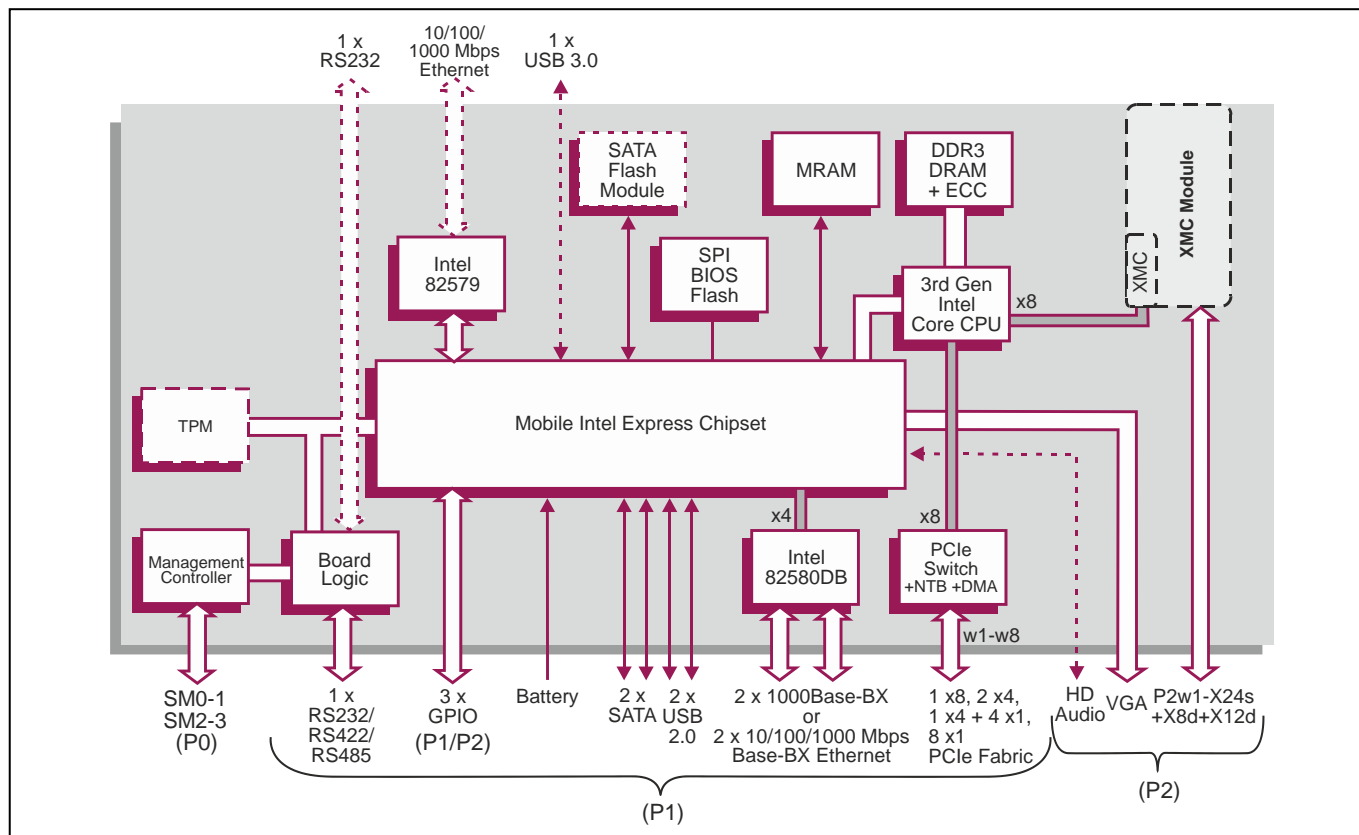 1 x
RS232
10/100/
1000 Mbps
Ethernet
1 x
USB 3.0
SATA
Flash
Module
MRAM
DDR3
DRAM
+ ECC
XMC Module
XMC
Intel
82579
SPI
BIOS
Flash
3rd Gen
Intel
Core CPU
x8
TPM
Mobile Intel Express Chipset
x4
x8
Management
Controller
Board
Logic
Intel
82580DB
PCIe
Switch
+NTB +DMA
w1-w8
SM0-1
SM2-3
(P0)
1 x
RS232/
RS422/
RS485
3 x
GPIO
(P1/P2)
Battery
2 x
SATA
2 x
USB
2.0
2 x 1000Base-BX
or
2 x 10/100/1000 Mbps
Base-BX Ethernet
1 x8, 2 x4,
1 x4 + 4 x1,
8 x1
PCIe Fabric
HD
Audio
VGA
P2w1-X24s
+X8d+X12d
(P1)
(P2)